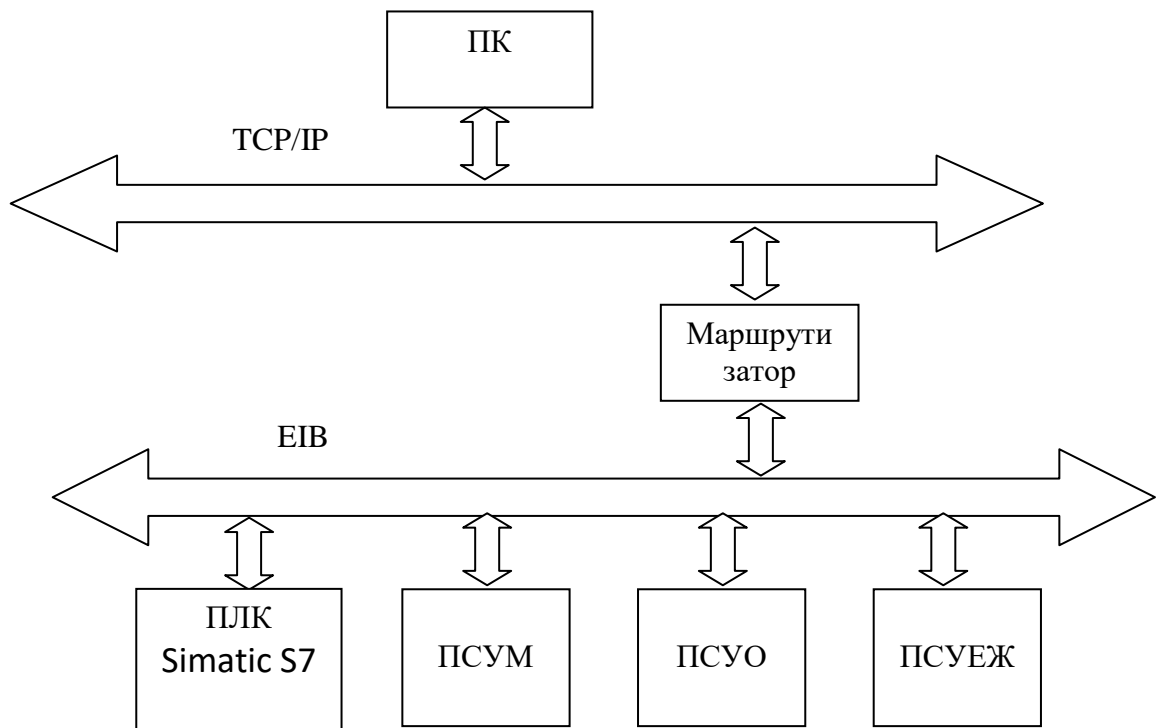 ПК
TCP/IP
Маршрути
затор
EIB
ПЛК
Simatic S7
ПСУМ
ПСУО
ПСУЕЖ